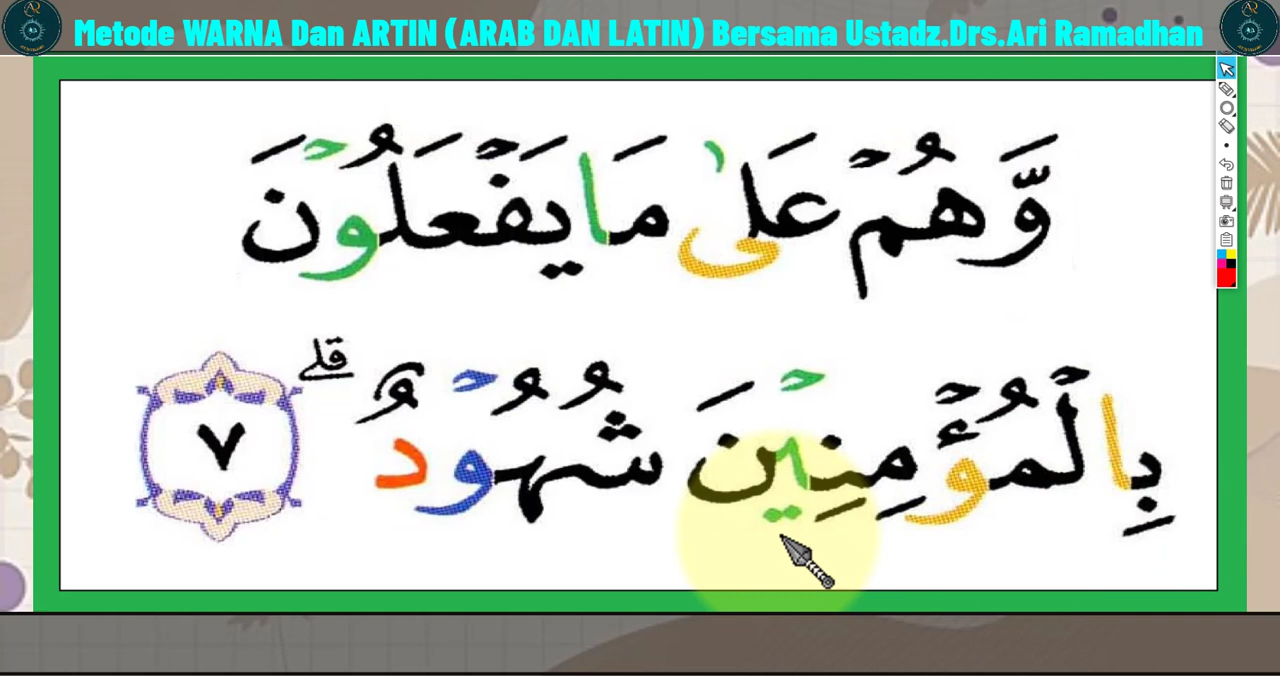 Metode WARNA Dan ARTIN (ARAB DAN LATIN) Bersama Ustadz.Drs.Ari Ramadhan
وَّهُمْ عَلٰى مَا يَفْعَلُوْنَ
بِالْمُؤْمِنِيْنَ شُهُوْدٌ ۗ ٧